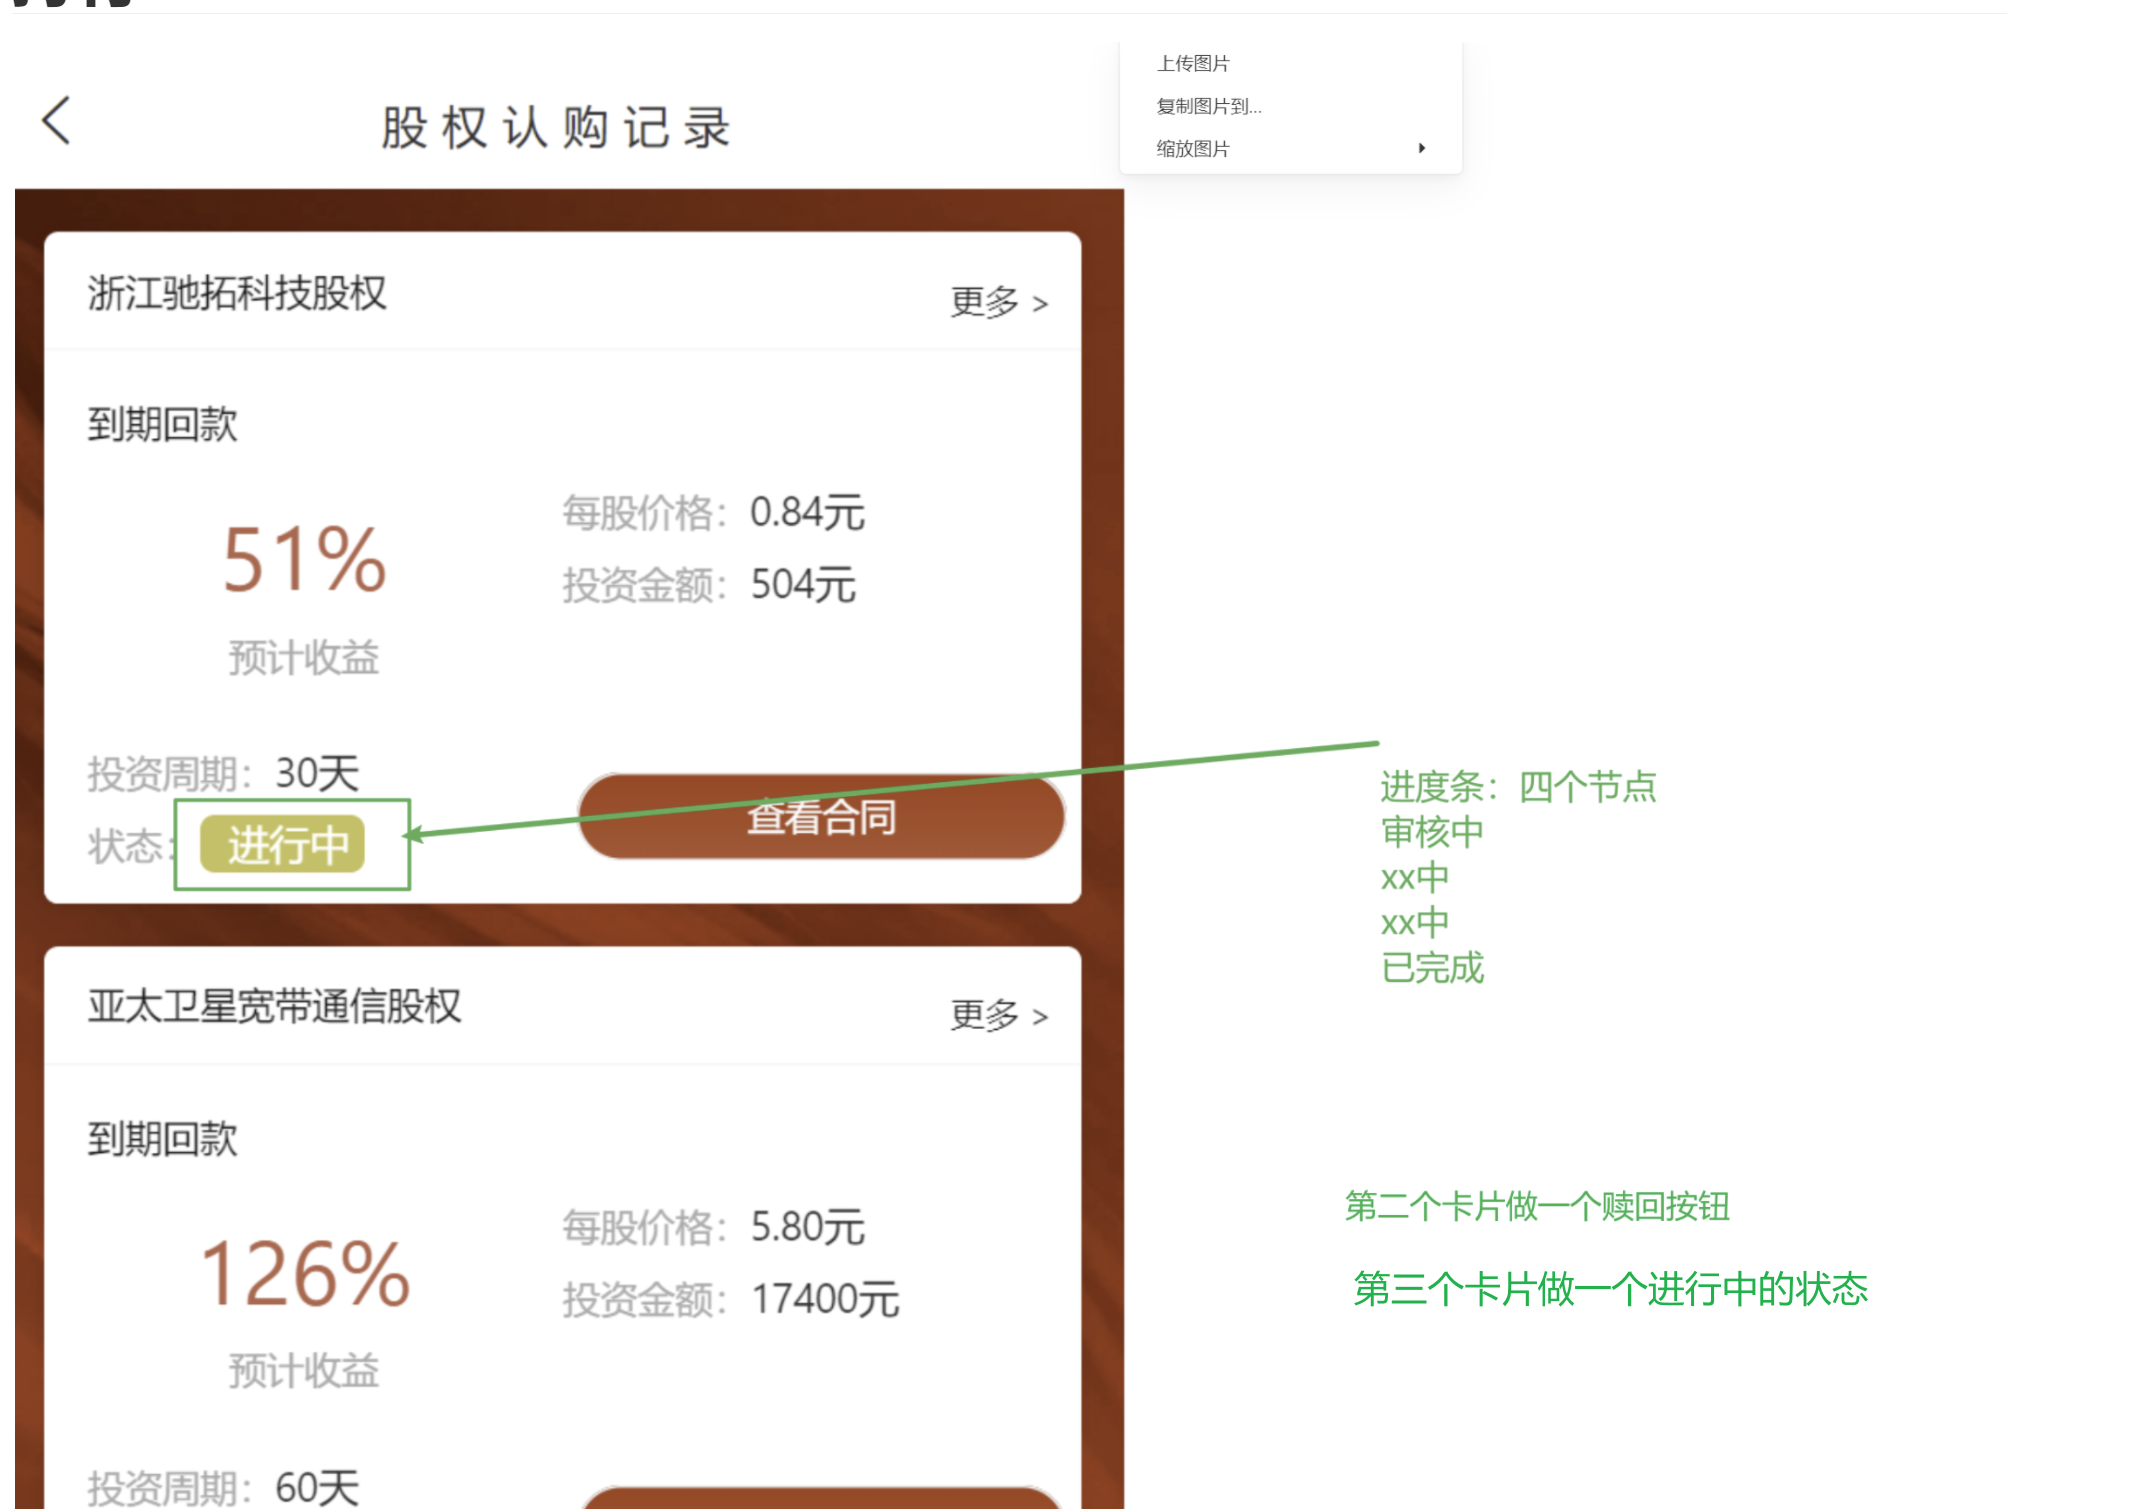 上传图片
复制图片到...
缩放图片
股权认购记录
浙江驰拓科技股权
更多 >
到期回款
51%
预计收益
每股价格：0.84元
投资金额：504元
投资周期：30天
状态：进行中
查看合同
进度条：四个节点
审核中
xx中
xx中
已完成
亚太卫星宽带通信股权
更多 >
到期回款
126%
预计收益
每股价格：5.80元
投资金额：17400元
投资周期：60天
第二个卡片做一个赎回按钮
第三个卡片做一个进行中的状态